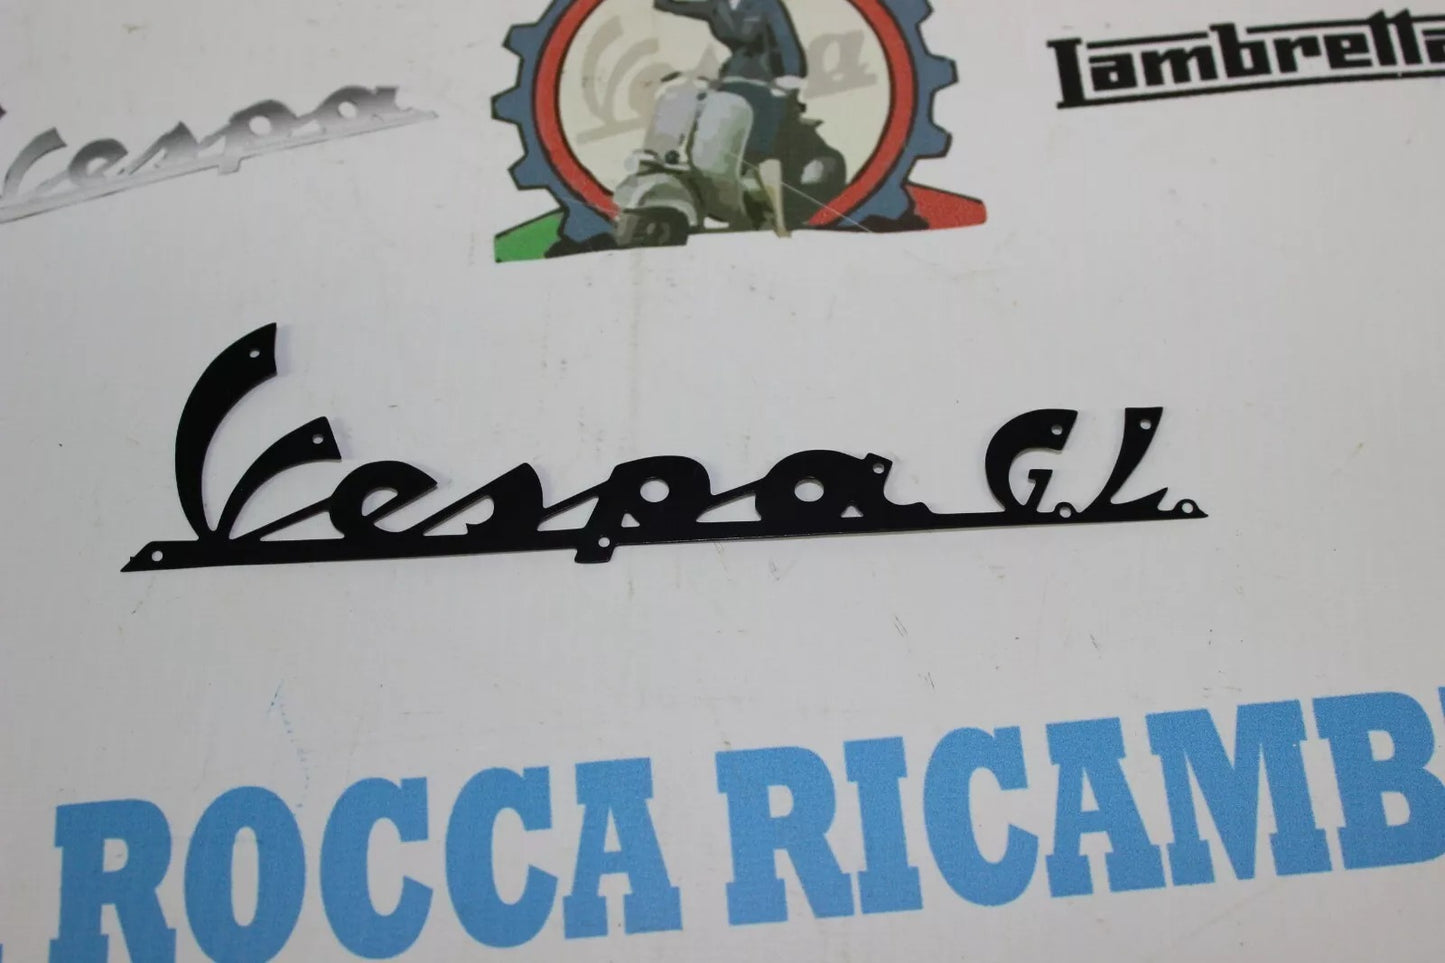 Vespa
Vespa
Lambretta
Vespa G.L.
ROCCA RICAMB